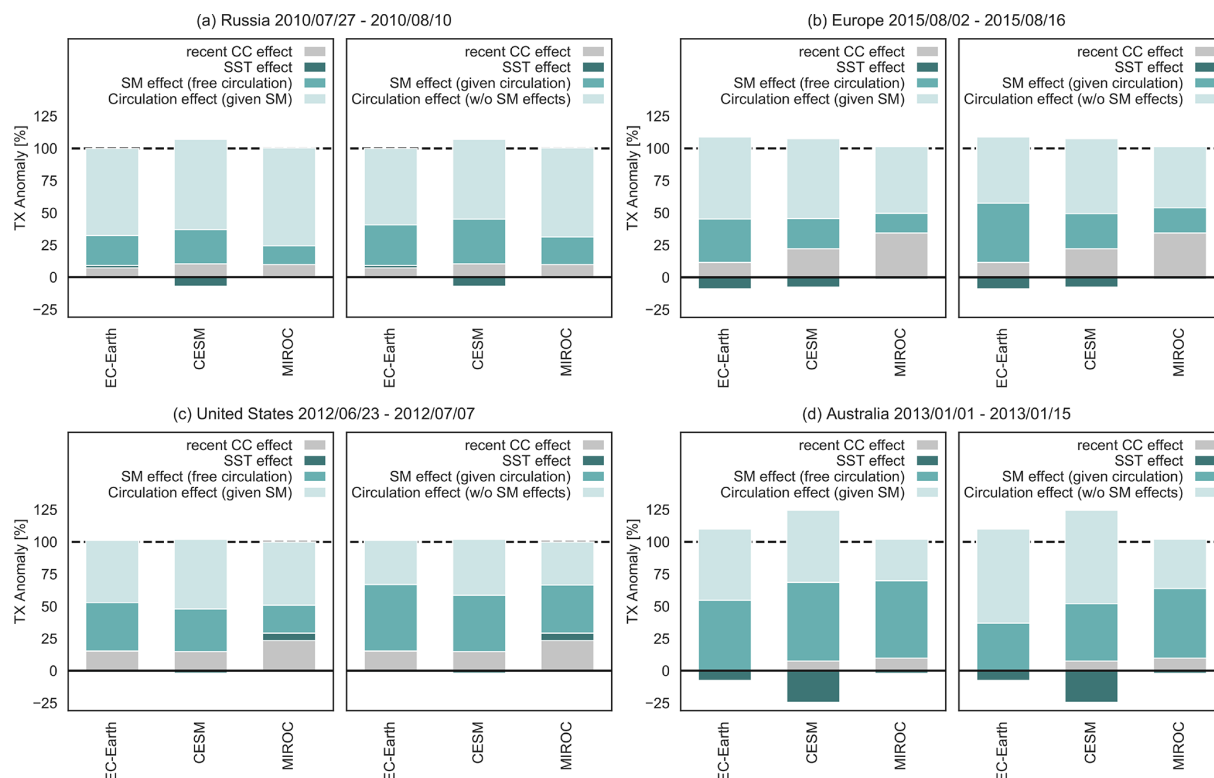 (a) Russia 2010/07/27 - 2010/08/10
recent CC effect
SST effect
SM effect (free circulation)
Circulation effect (given SM)
recent CC effect
SST effect
SM effect (given circulation)
Circulation effect (w/o SM effects)
TX Anomaly [%]
125
100
75
50
25
0
−25
EC-Earth
CESM
MIROC
EC-Earth
CESM
MIROC
(b) Europe 2015/08/02 - 2015/08/16
recent CC effect
SST effect
SM effect (free circulation)
Circulation effect (given SM)
recent CC effect
SST effect
SM effect (given circulation)
Circulation effect (w/o SM effects)
TX Anomaly [%]
125
100
75
50
25
0
−25
EC-Earth
CESM
MIROC
EC-Earth
CESM
MIROC
(c) United States 2012/06/23 - 2012/07/07
recent CC effect
SST effect
SM effect (free circulation)
Circulation effect (given SM)
recent CC effect
SST effect
SM effect (given circulation)
Circulation effect (w/o SM effects)
TX Anomaly [%]
125
100
75
50
25
0
−25
EC-Earth
CESM
MIROC
EC-Earth
CESM
MIROC
(d) Australia 2013/01/01 - 2013/01/15
recent CC effect
SST effect
SM effect (free circulation)
Circulation effect (given SM)
recent CC effect
SST effect
SM effect (given circulation)
Circulation effect (w/o SM effects)
TX Anomaly [%]
125
100
75
50
25
0
−25
EC-Earth
CESM
MIROC
EC-Earth
CESM
MIROC